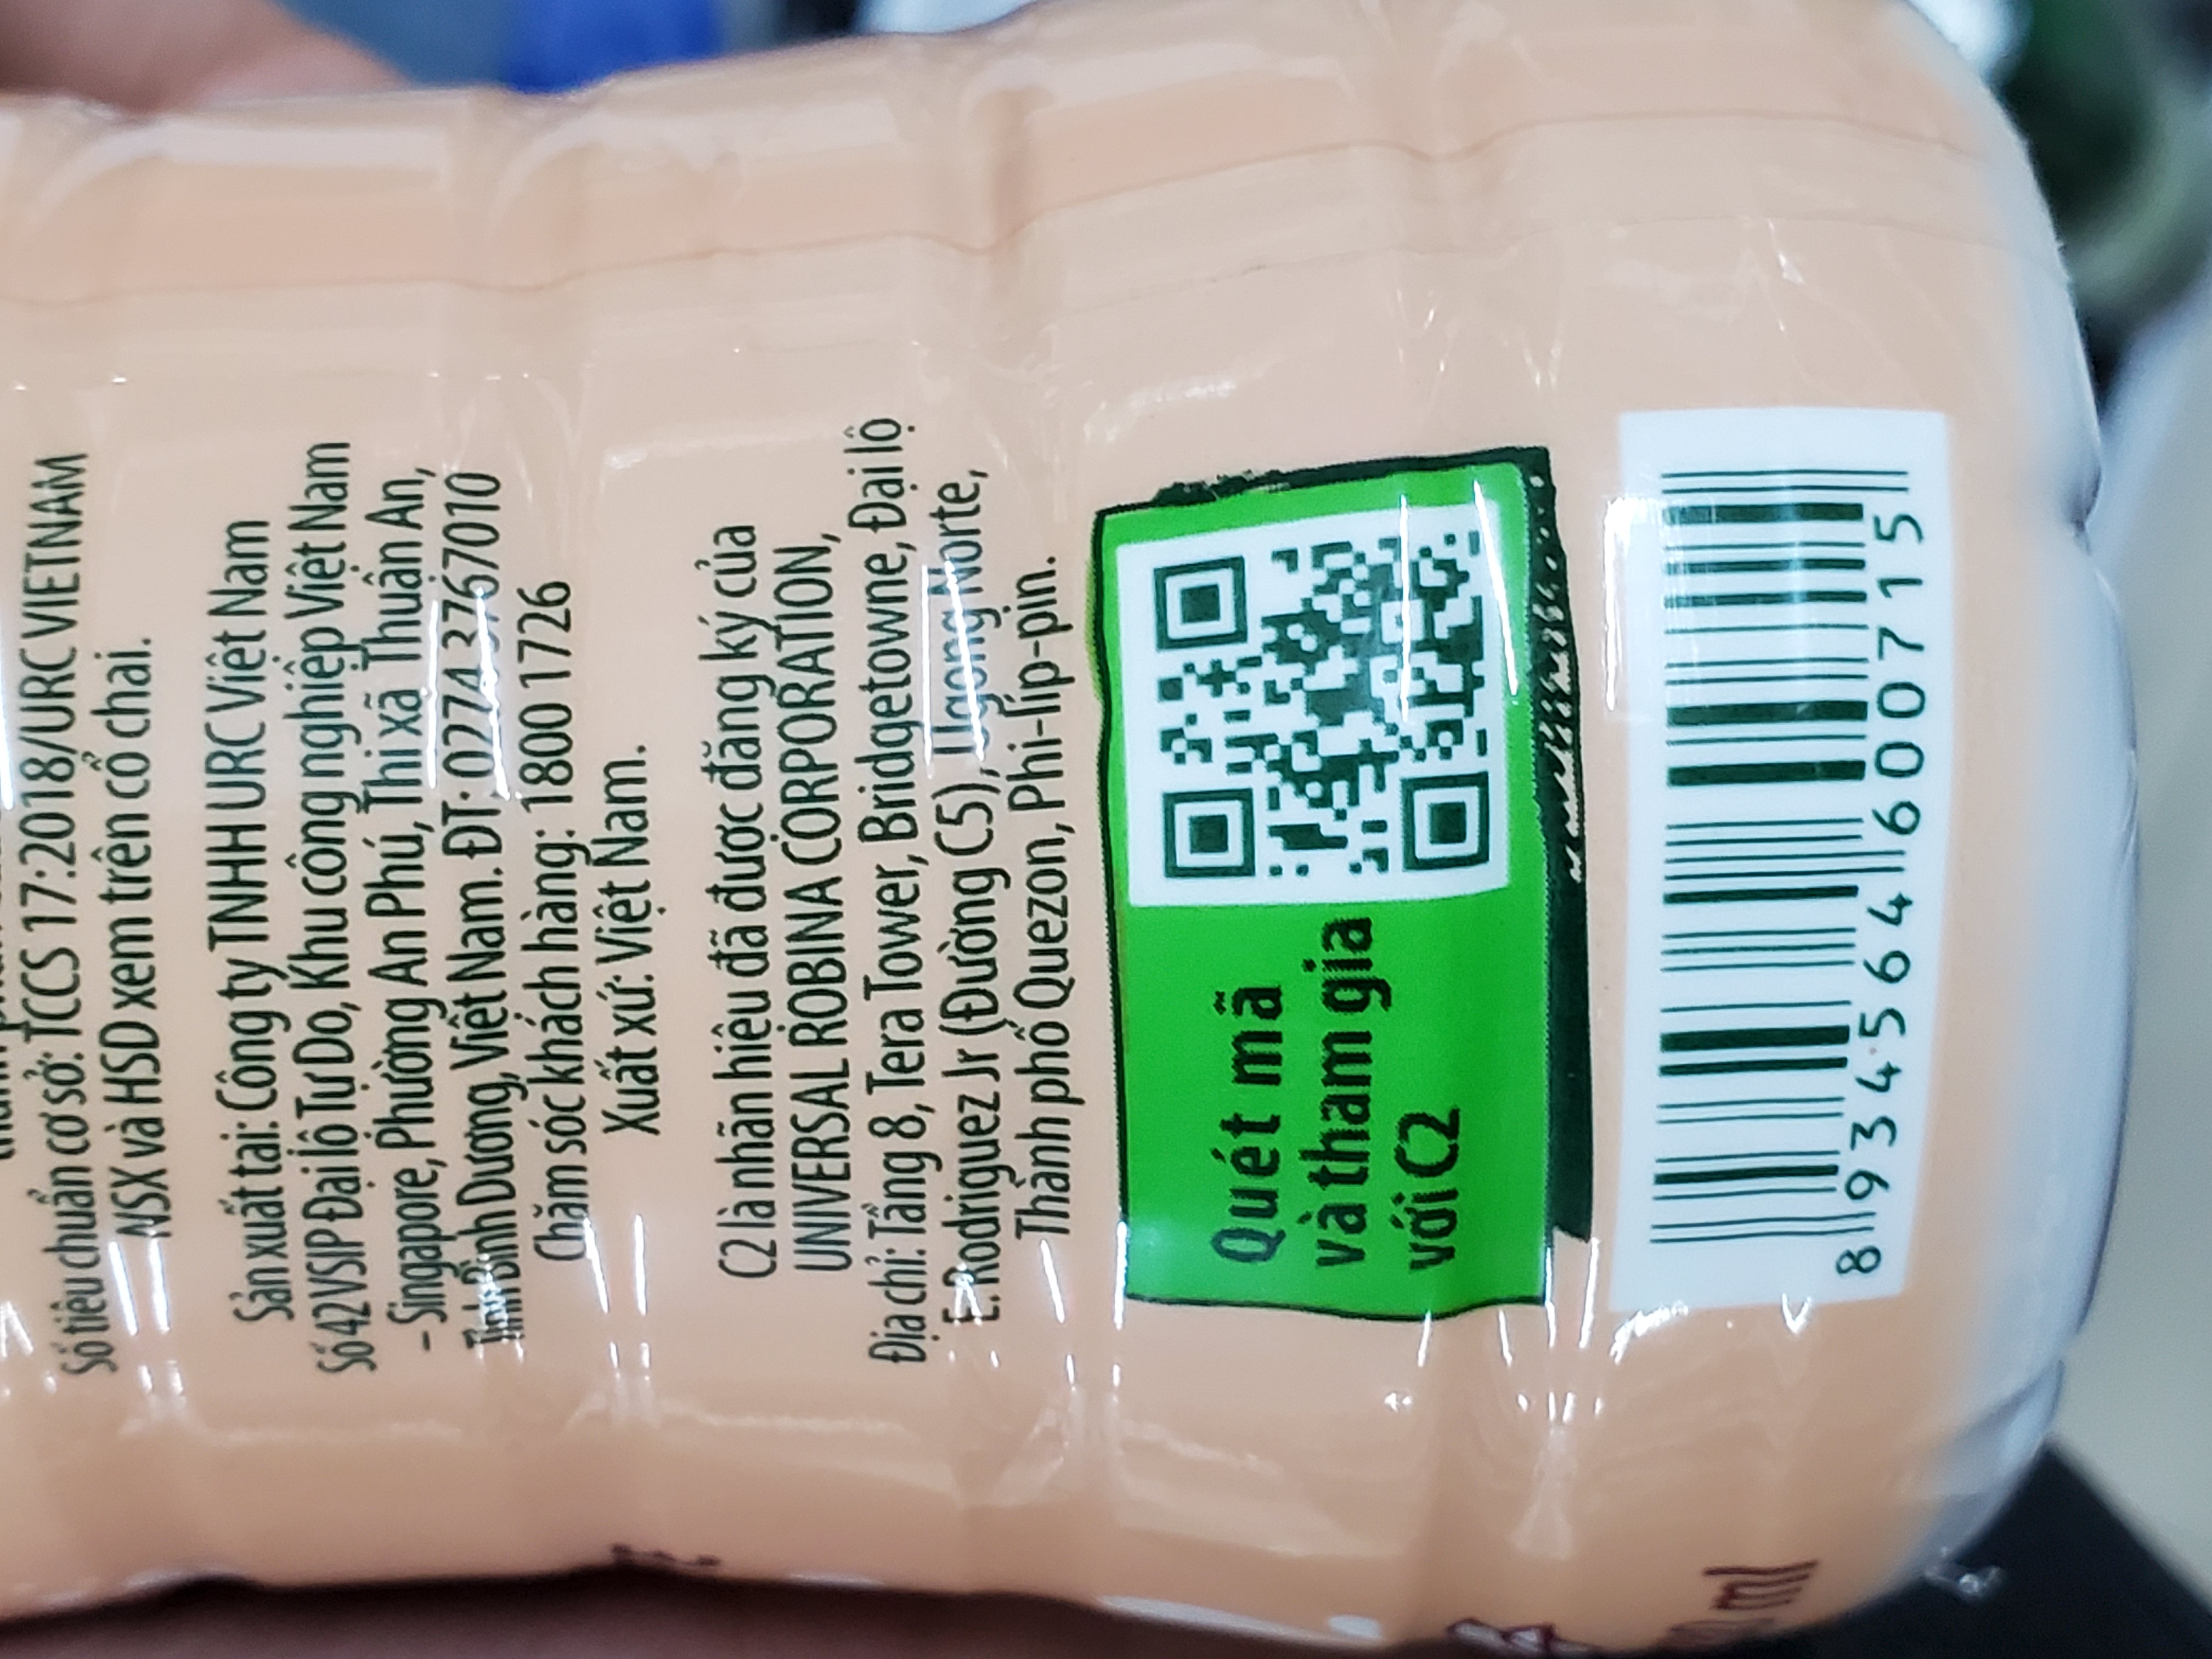 Số tiêu chuẩn cơ sở: TCCS 17:2018/URC VIETNAM
NSX và HSD xem trên cổ chai.
Sản xuất tại: Công ty TNHH URC Việt Nam
Số 42 VSIP Đại lộ Tự Do, Khu công nghiệp Việt Nam
– Singapore, Phường An Phú, Thị xã Thuận An,
Tỉnh Bình Dương, Việt Nam. ĐT: 0274 3767010
Chăm sóc khách hàng: 1800 1726
Xuất xứ: Việt Nam.
C2 là nhãn hiệu đã được đăng ký của
UNIVERSAL ROBINA CORPORATION,
Địa chỉ: Tầng 8, Tera Tower, Bridgetowne, Đại lộ
E. Rodriguez Jr (Đường C5), Ugong Norte,
Thành phố Quezon, Phi-líp-pin.
Quét mã
và tham gia
với C2
ml
8 934564 600715